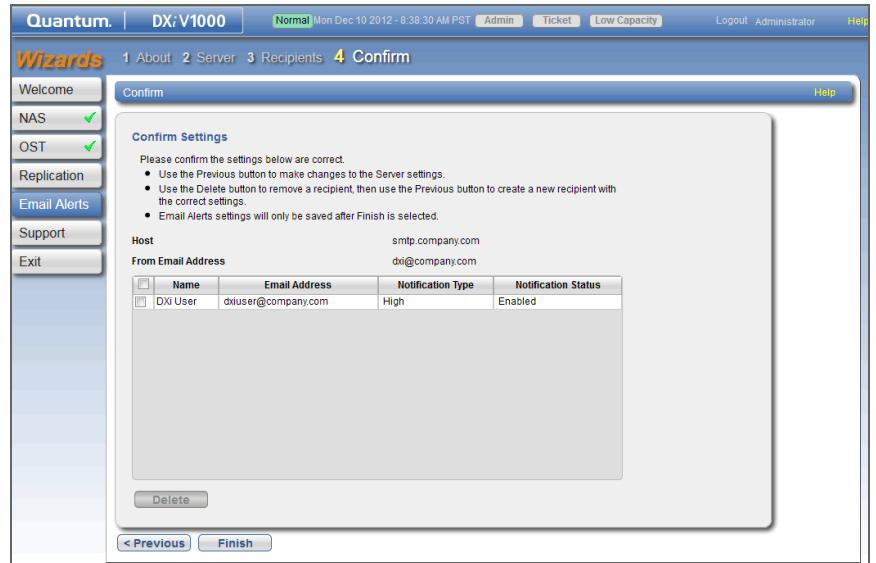 Quantum. DXi V1000 Normal Mon Dec 10 2012 - 8:38:30 AM PST Admin Ticket Low Capacity Logout Administrator Help
Wizards 1 About 2 Server 3 Recipients 4 Confirm
Welcome
NAS
OST
Replication
Email Alerts
Support
Exit
Confirm Help
Confirm Settings
Please confirm the settings below are correct.
• Use the Previous button to make changes to the Server settings.
• Use the Delete button to remove a recipient, then use the Previous button to create a new recipient with
the correct settings.
• Email Alerts settings will only be saved after Finish is selected.
Host smtp.company.com
From Email Address dxi@company.com
Name Email Address Notification Type Notification Status
DXi User dxiuser@company.com High Enabled
Delete
< Previous Finish